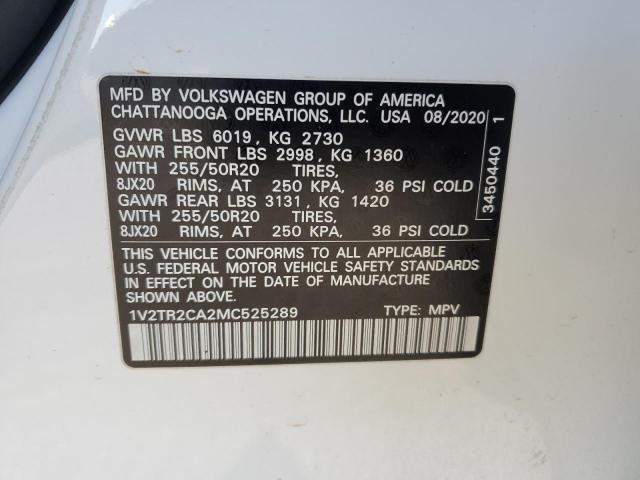 MFD BY VOLKSWAGEN GROUP OF AMERICA
CHATTANOOGA OPERATIONS, LLC. USA 08/2020
GVWR LBS 6019, KG 2730
GAWR FRONT LBS 2998, KG 1360
WITH 255/50R20 TIRES,
8JX20 RIMS, AT 250 KPA, 36 PSI COLD
GAWR REAR LBS 3131, KG 1420
WITH 255/50R20 TIRES,
8JX20 RIMS, AT 250 KPA, 36 PSI COLD
THIS VEHICLE CONFORMS TO ALL APPLICABLE
U.S. FEDERAL MOTOR VEHICLE SAFETY STANDARDS
IN EFFECT ON THE DATE OF MANUFACTURE
SHOWN ABOVE.
1V2TR2CA2MC525289 TYPE: MPV
3450440 1